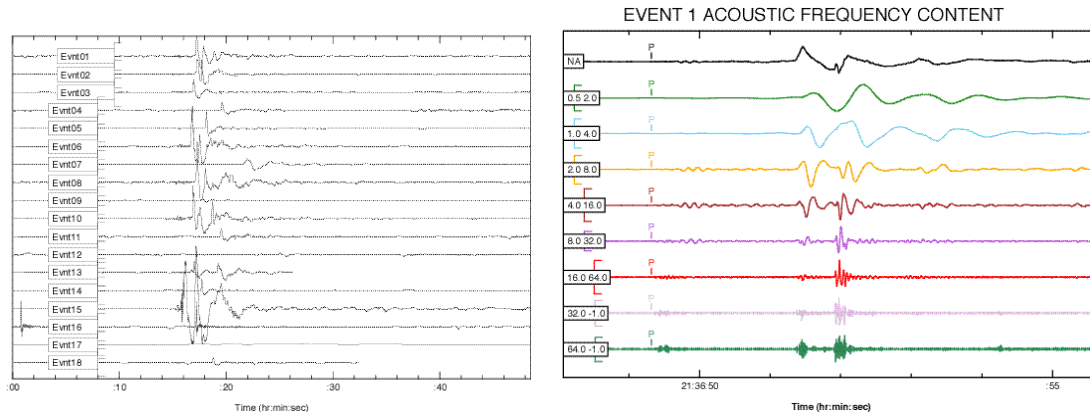 Evnt01
Evnt02
Evnt03
Evnt04
Evnt05
Evnt06
Evnt07
Evnt08
Evnt09
Evnt10
Evnt11
Evnt12
Evnt13
Evnt14
Evnt15
Evnt16
Evnt17
Evnt18
:00 :10 :20 :30 :40
Time (hr:min:sec)
EVENT 1 ACOUSTIC FREQUENCY CONTENT
NA P
0.5 2.0 P
1.0 4.0 P
2.0 8.0 P
4.0 16.0 P
8.0 32.0 P
16.0 64.0 P
32.0 -1.0 P
64.0 -1.0 P
21:36:50 :55
Time (hr:min:sec)